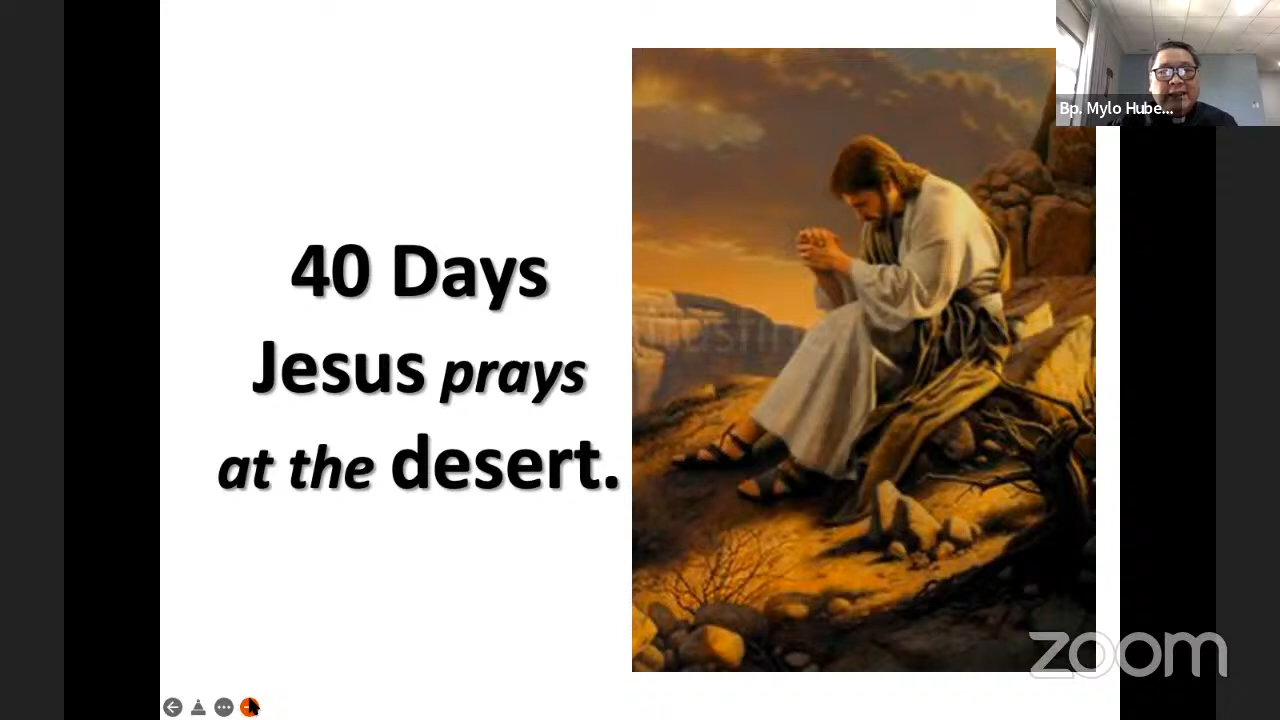 Bp. Mylo Hube...
40 Days
Jesus prays
at the desert.
zoom